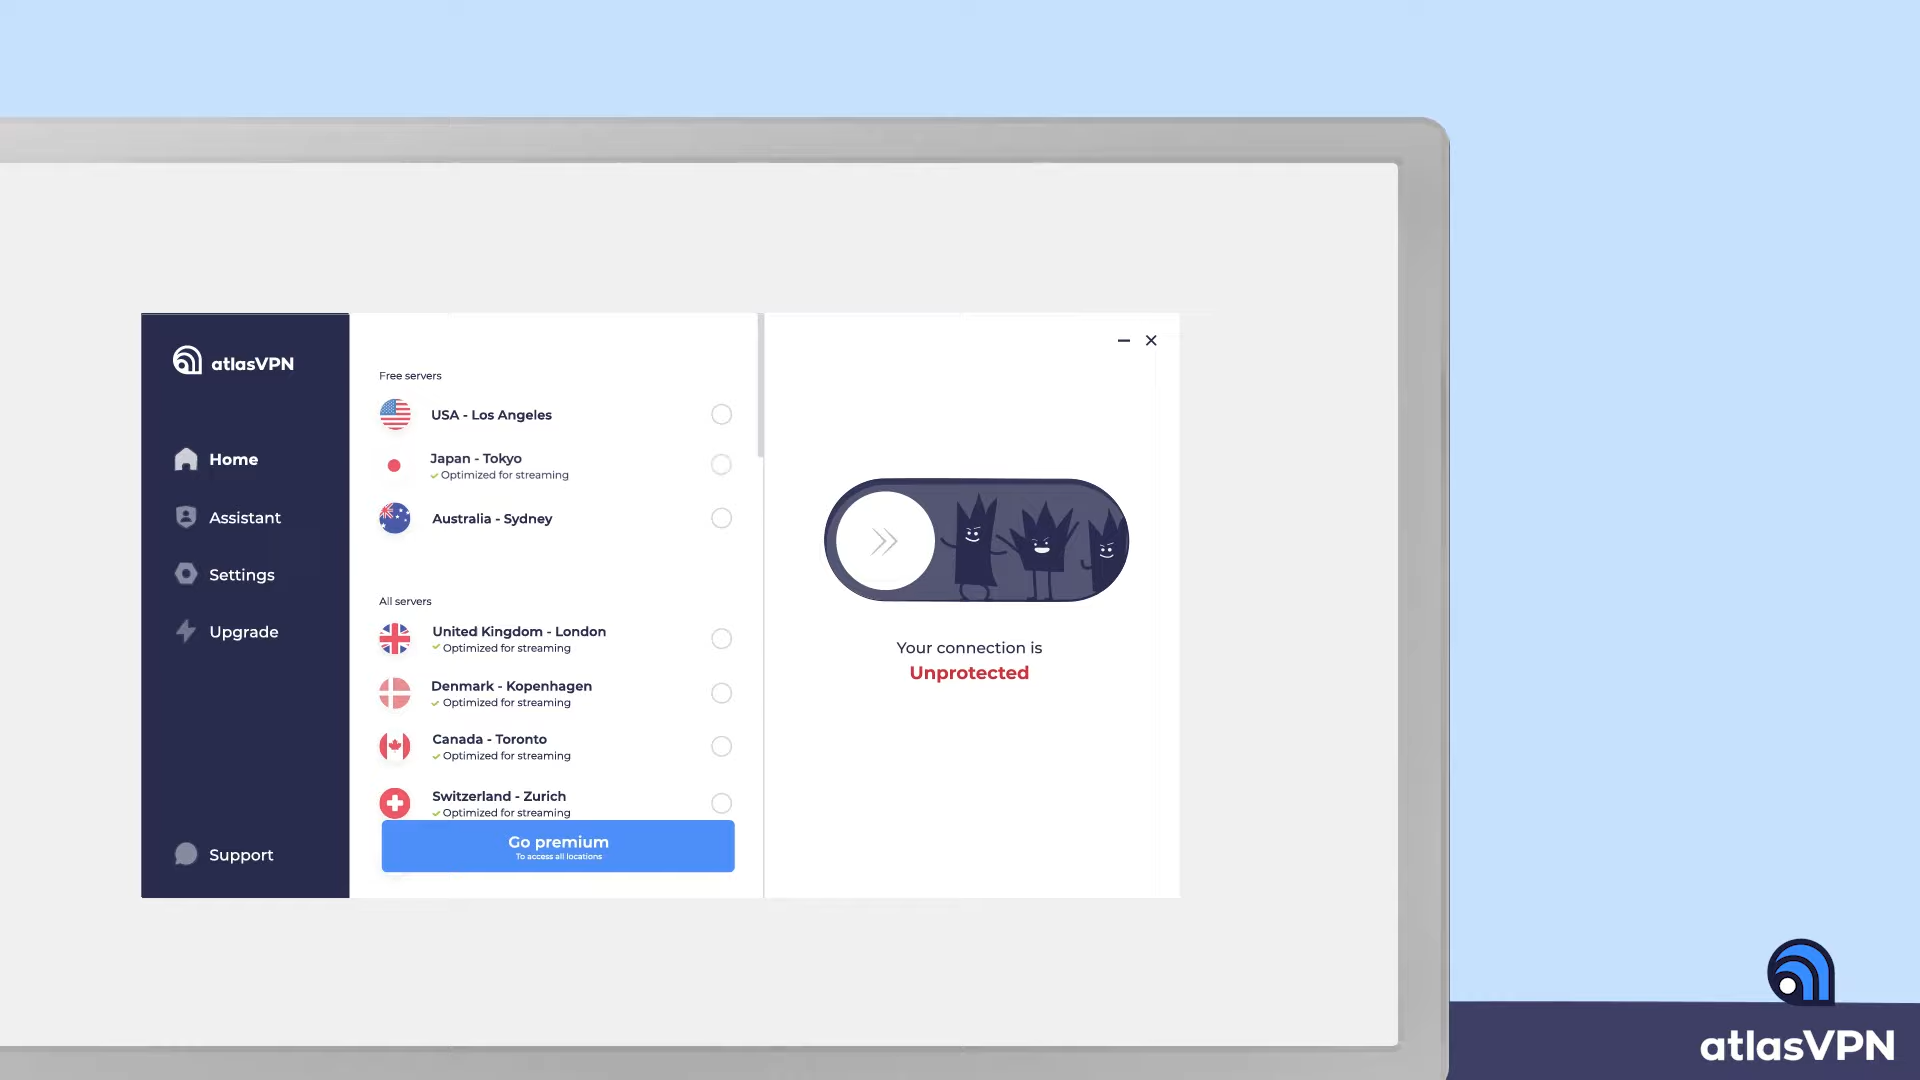 atlasVPN
Home
Assistant
Settings
Upgrade
Support
Free servers
USA - Los Angeles
Japan - Tokyo
Optimized for streaming
Australia - Sydney
All servers
United Kingdom - London
Optimized for streaming
Denmark - Kopenhagen
Optimized for streaming
Canada - Toronto
Optimized for streaming
Switzerland - Zurich
Optimized for streaming
Go premium
To access all locations
Your connection is
Unprotected
atlasVPN